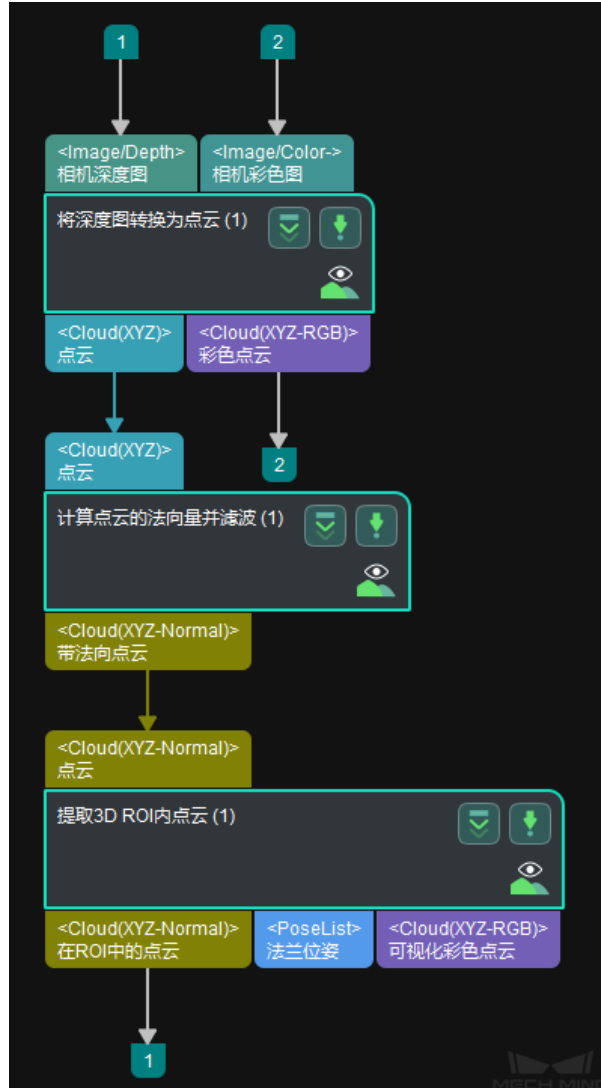 1
2
<Image/Depth>
相机深度图
<Image/Color->
相机彩色图
将深度图转换为点云 (1)
<Cloud(XYZ)>
点云
<Cloud(XYZ-RGB)>
彩色点云
<Cloud(XYZ)>
点云
2
计算点云的法向量并滤波 (1)
<Cloud(XYZ-Normal)>
带法向点云
<Cloud(XYZ-Normal)>
点云
提取3D ROI内点云 (1)
<Cloud(XYZ-Normal)>
在ROI中的点云
<PoseList>
法兰位姿
<Cloud(XYZ-RGB)>
可视化彩色点云
1
MECH MIND